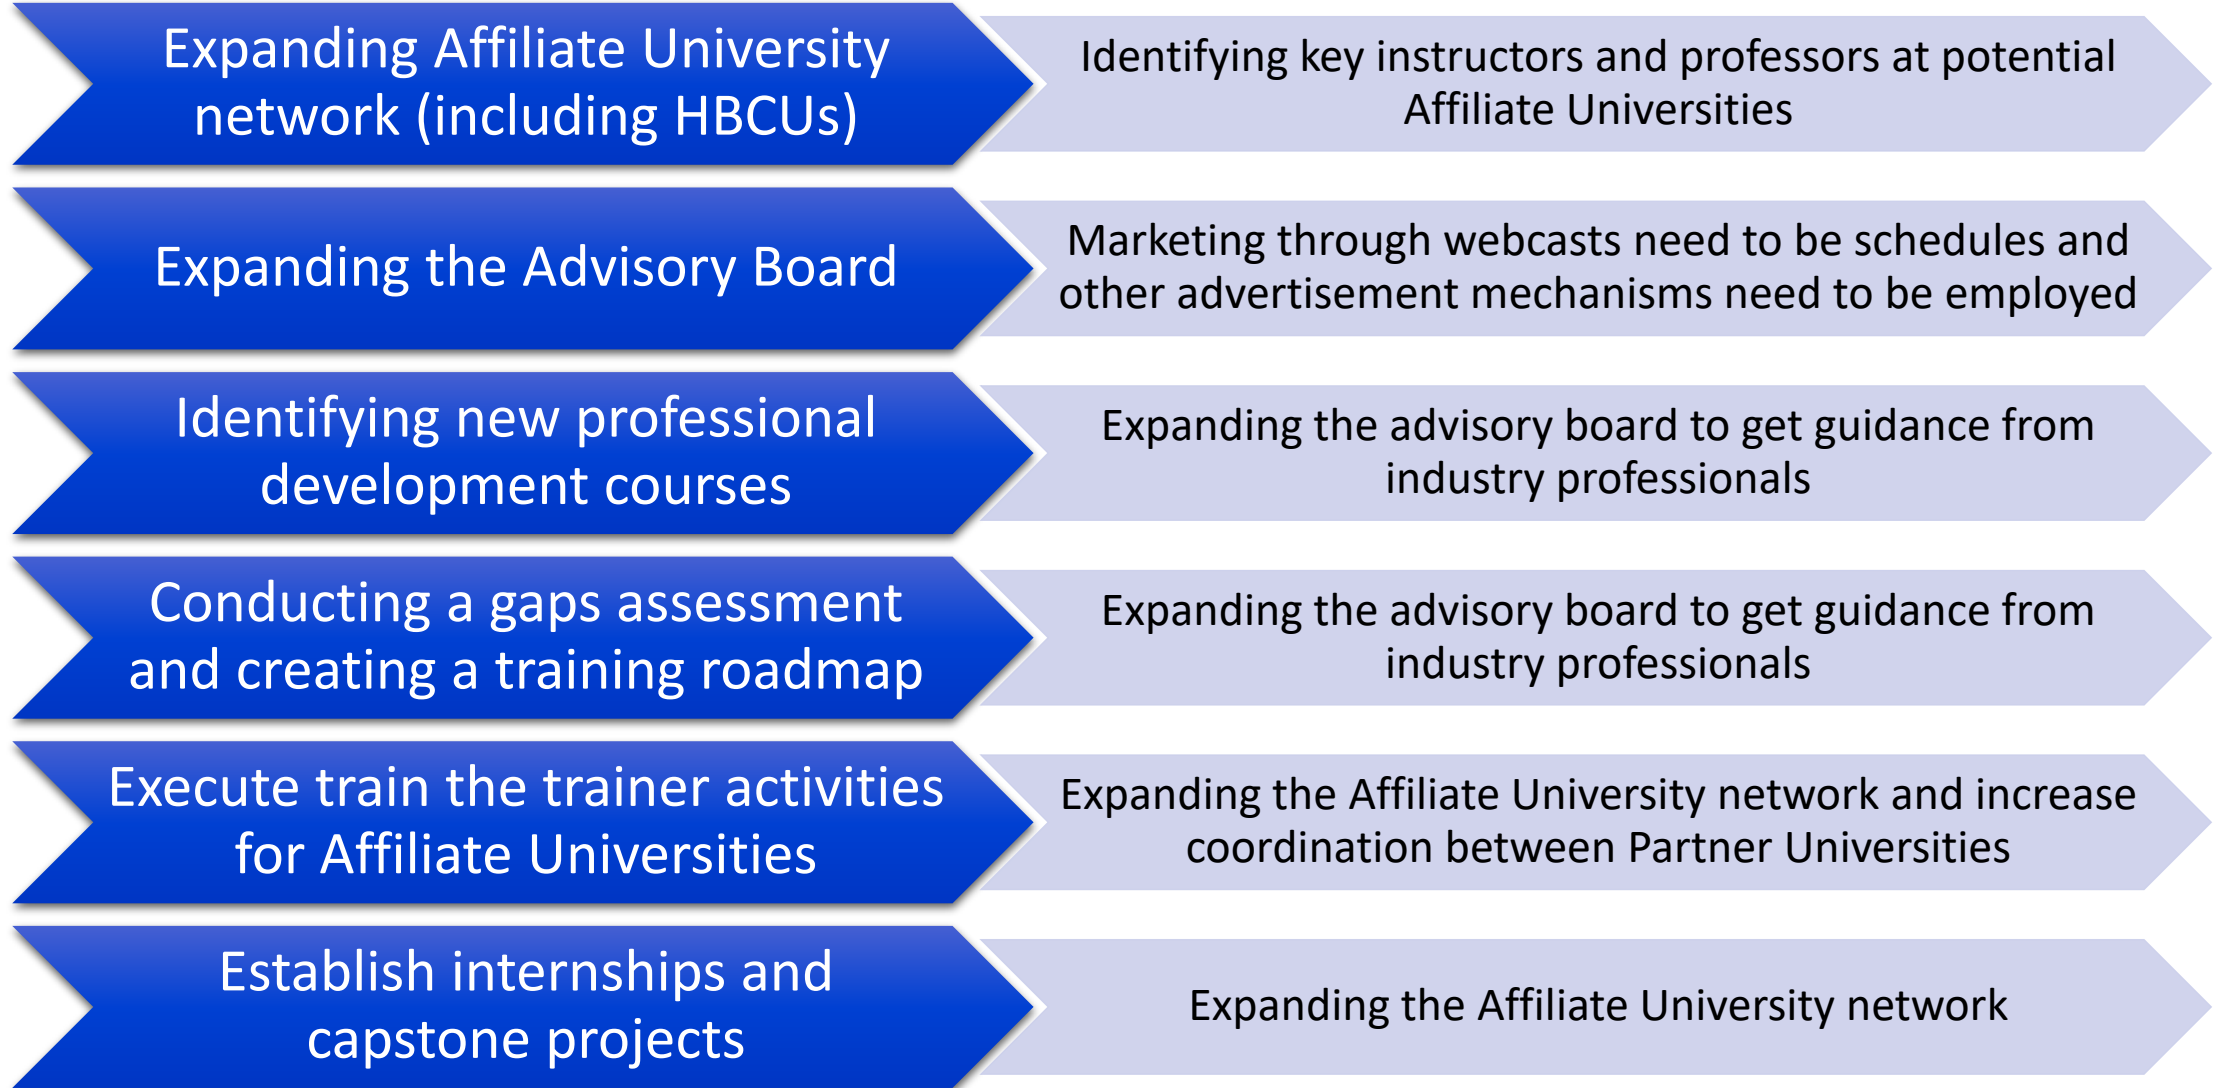 Expanding Affiliate University
network (including HBCUs)
Identifying key instructors and professors at potential
Affiliate Universities
Expanding the Advisory Board
Marketing through webcasts need to be schedules and
other advertisement mechanisms need to be employed
Identifying new professional
development courses
Expanding the advisory board to get guidance from
industry professionals
Conducting a gaps assessment
and creating a training roadmap
Expanding the advisory board to get guidance from
industry professionals
Execute train the trainer activities
for Affiliate Universities
Expanding the Affiliate University network and increase
coordination between Partner Universities
Establish internships and
capstone projects
Expanding the Affiliate University network